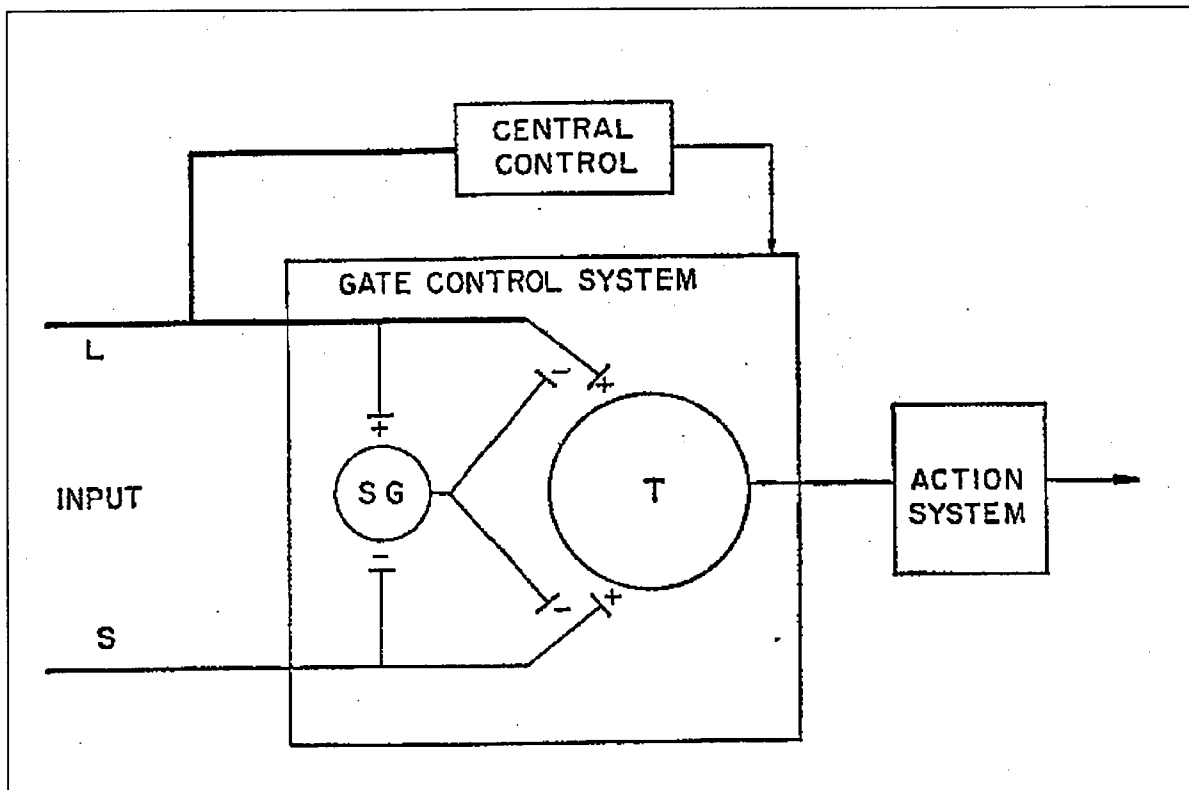 CENTRAL
CONTROL
GATE CONTROL SYSTEM
L
-
+
+
SG
T
INPUT
ACTION
SYSTEM
-
+
-
S